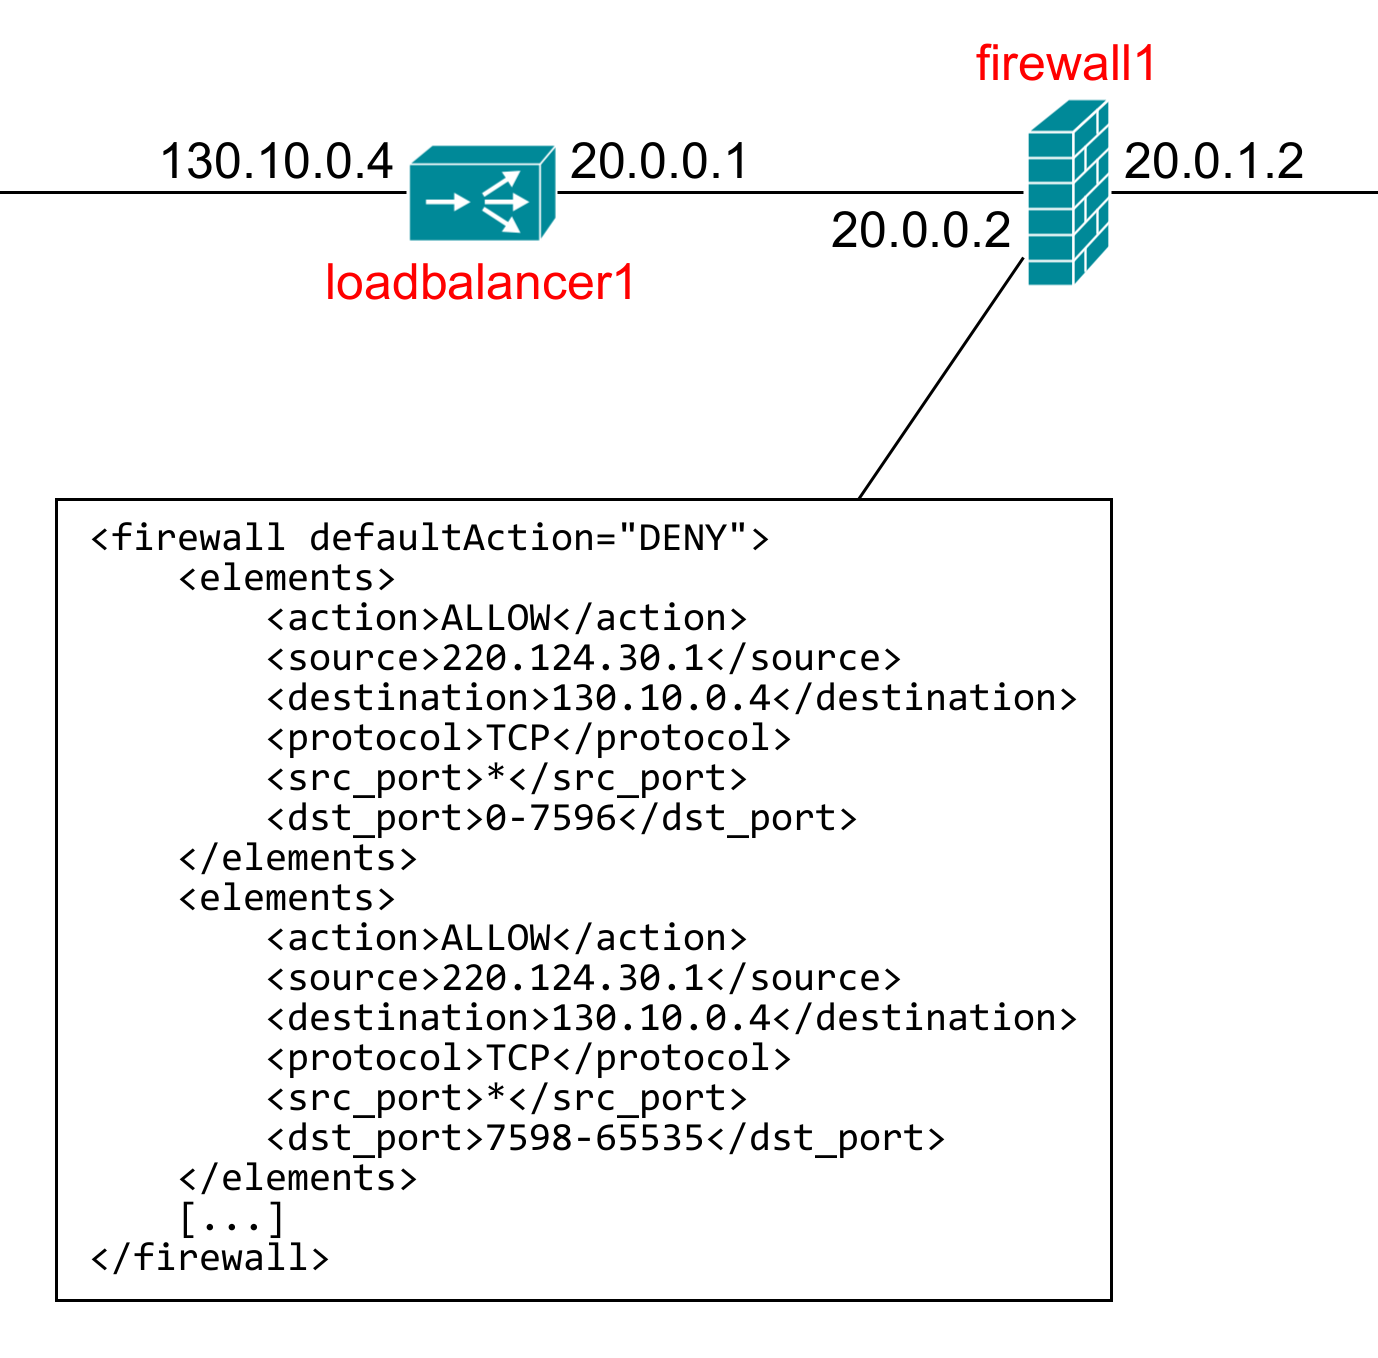 firewall1
130.10.0.4
20.0.0.1
20.0.1.2
20.0.0.2
loadbalancer1
<firewall defaultAction="DENY">
<elements>
<action>ALLOW</action>
<source>220.124.30.1</source>
<destination>130.10.0.4</destination>
<protocol>TCP</protocol>
<src_port>*</src_port>
<dst_port>0-7596</dst_port>
</elements>
<elements>
<action>ALLOW</action>
<source>220.124.30.1</source>
<destination>130.10.0.4</destination>
<protocol>TCP</protocol>
<src_port>*</src_port>
<dst_port>7598-65535</dst_port>
</elements>
[...]
</firewall>